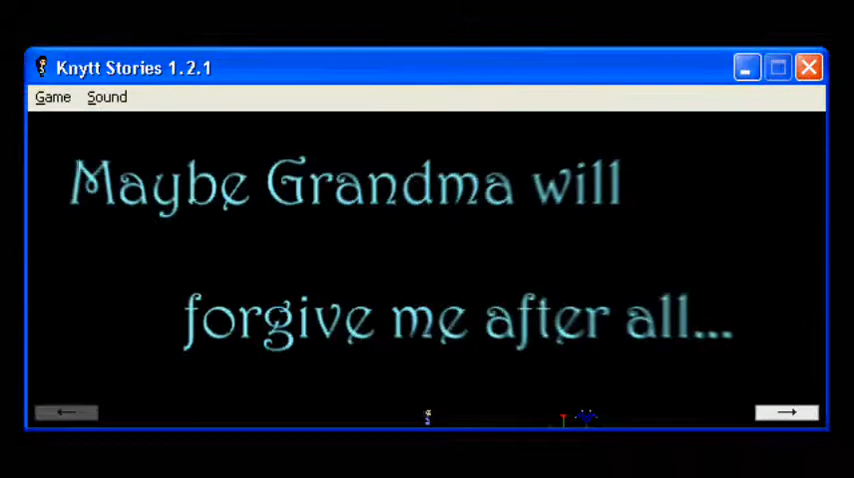 Knytt Stories 1.2.1
Game Sound
Maybe Grandma will
forgive me after all...